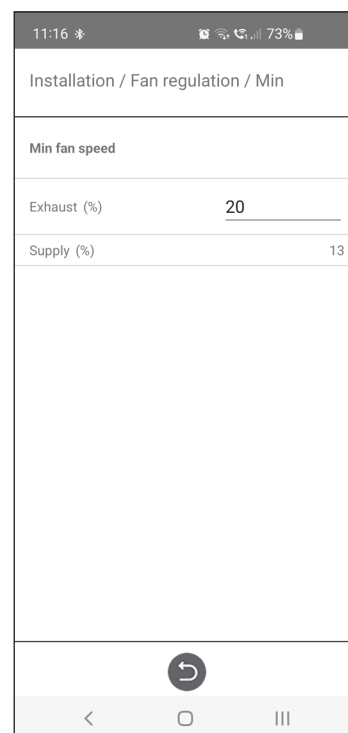 11:16 73%
Installation / Fan regulation / Min
Min fan speed
Exhaust (%) 20
Supply (%) 13